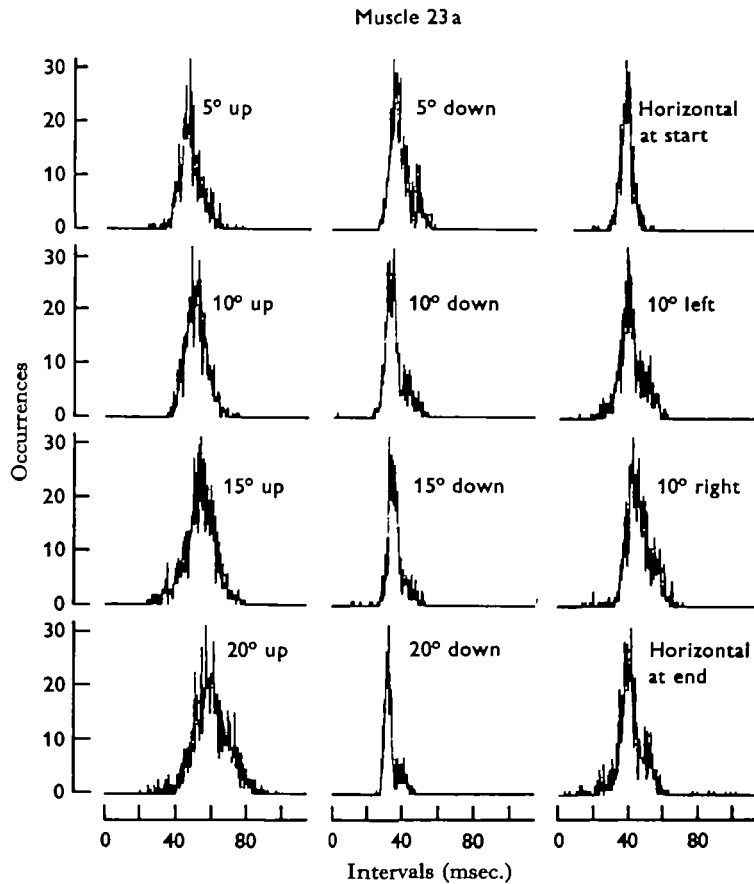 Muscle 23a
Occurrences
30
20
10
0
5° up
5° down
Horizontal
at start
30
20
10
0
10° up
10° down
10° left
30
20
10
0
15° up
15° down
10° right
30
20
10
0
20° up
20° down
Horizontal
at end
0 40 80
0 40 80
0 40 80
Intervals (msec.)